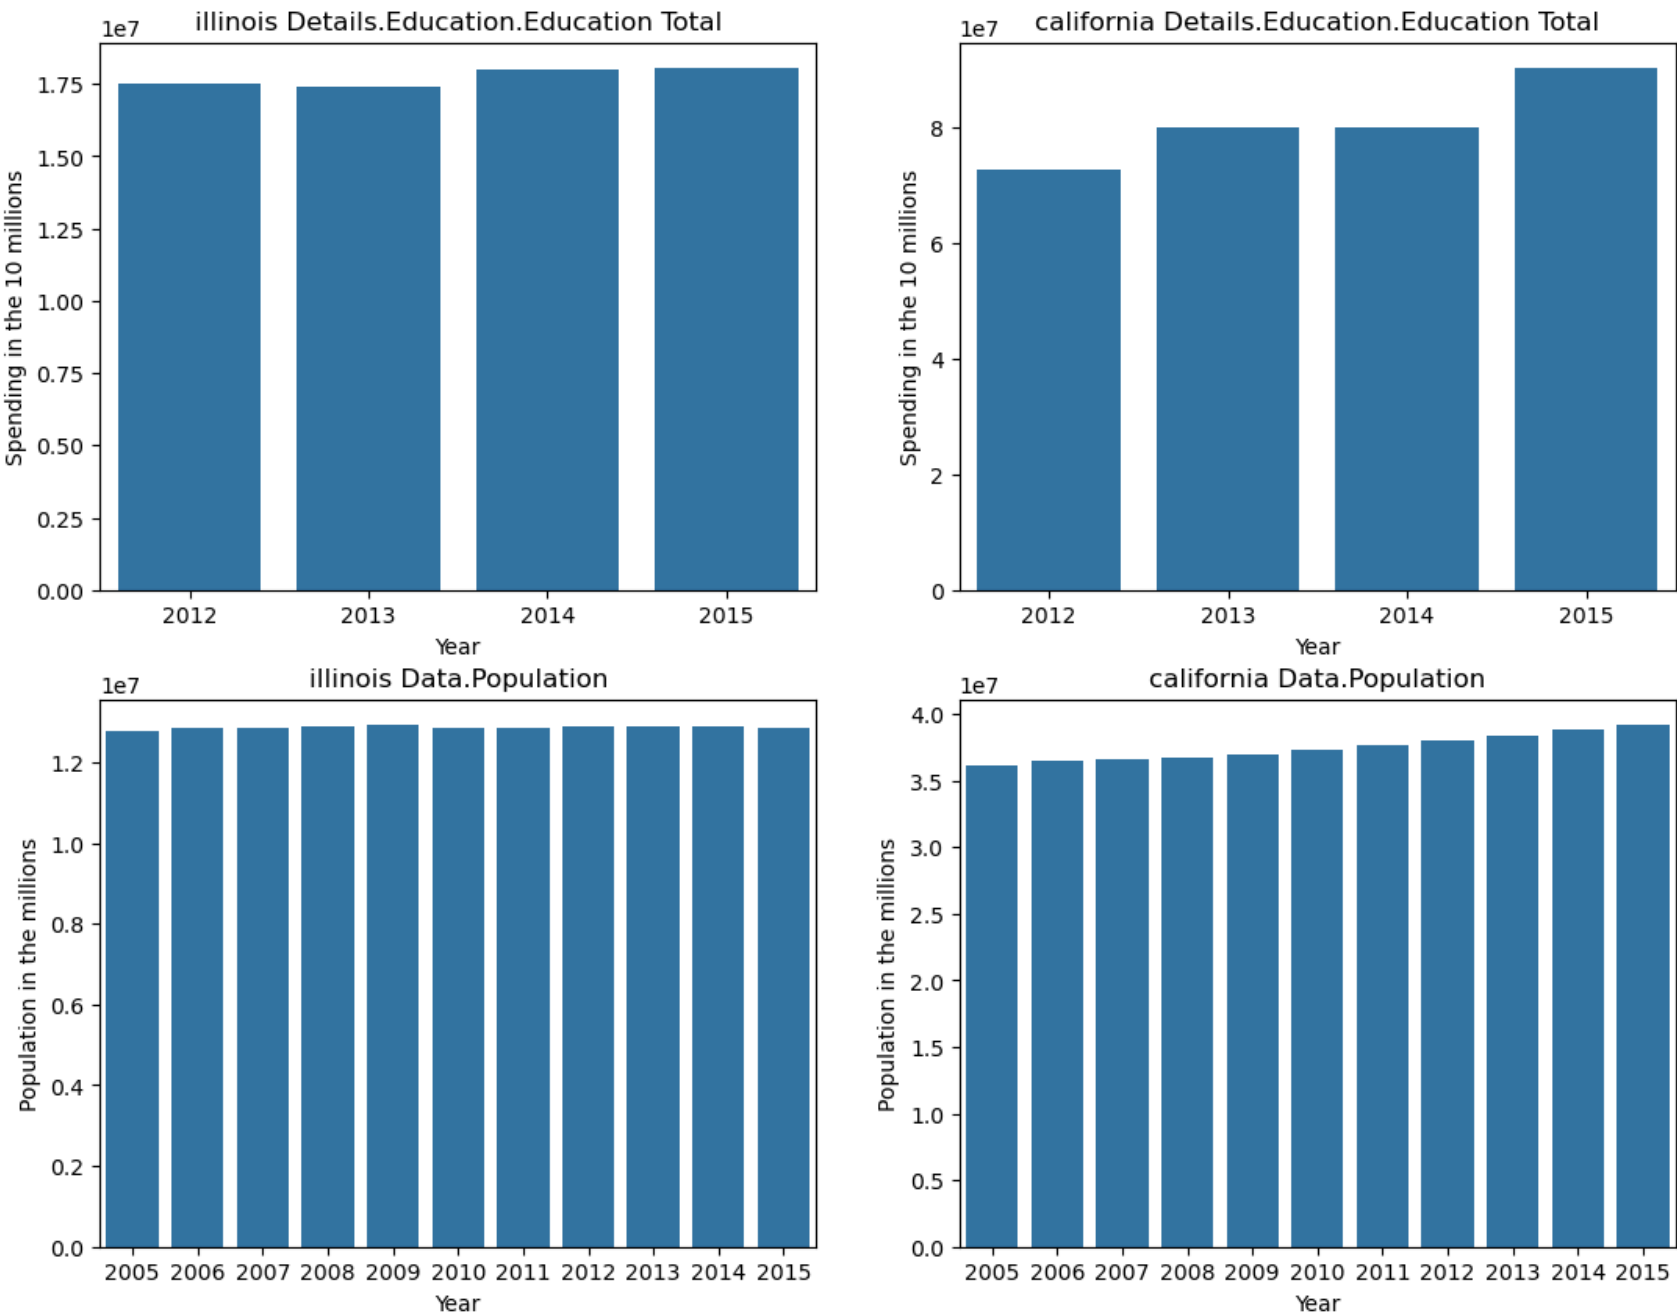 illinois Details.Education.Education Total
1e7
Spending in the 10 millions
1.75
1.50
1.25
1.00
0.75
0.50
0.25
0.00
2012 2013 2014 2015
Year
california Details.Education.Education Total
1e7
Spending in the 10 millions
8
6
4
2
0
2012 2013 2014 2015
Year
illinois Data.Population
1e7
Population in the millions
1.2
1.0
0.8
0.6
0.4
0.2
0.0
2005 2006 2007 2008 2009 2010 2011 2012 2013 2014 2015
Year
california Data.Population
1e7
Population in the millions
4.0
3.5
3.0
2.5
2.0
1.5
1.0
0.5
0.0
2005 2006 2007 2008 2009 2010 2011 2012 2013 2014 2015
Year